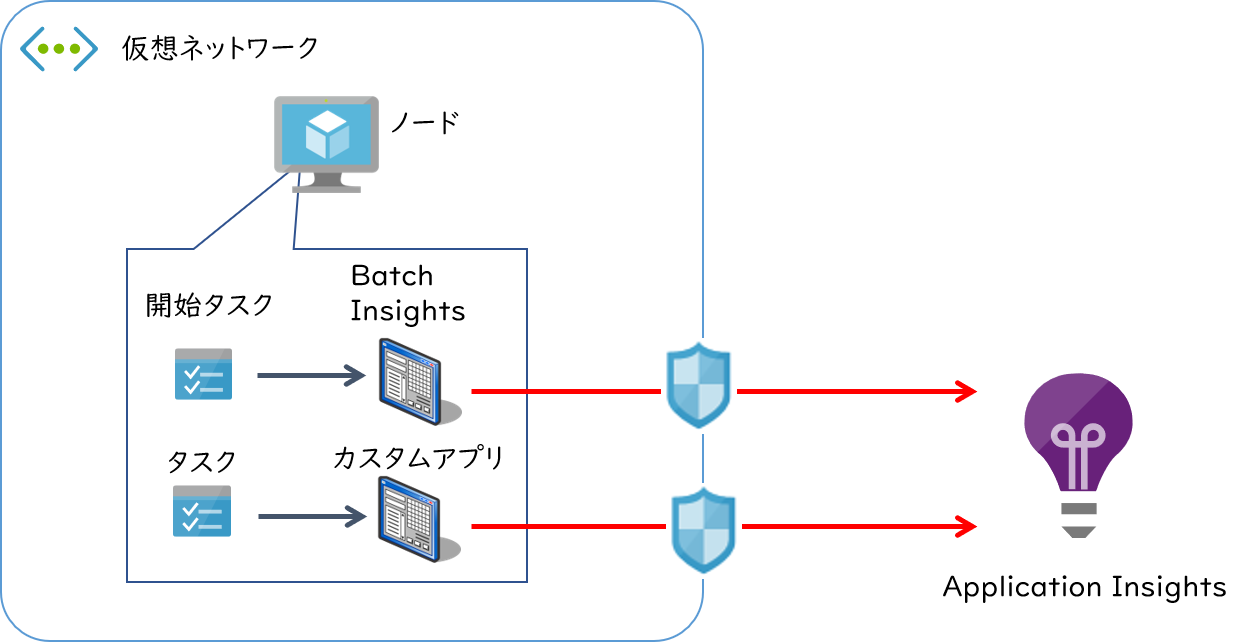 仮想ネットワーク
ノード
開始タスク
Batch
Insights
タスク
カスタムアプリ
Application Insights